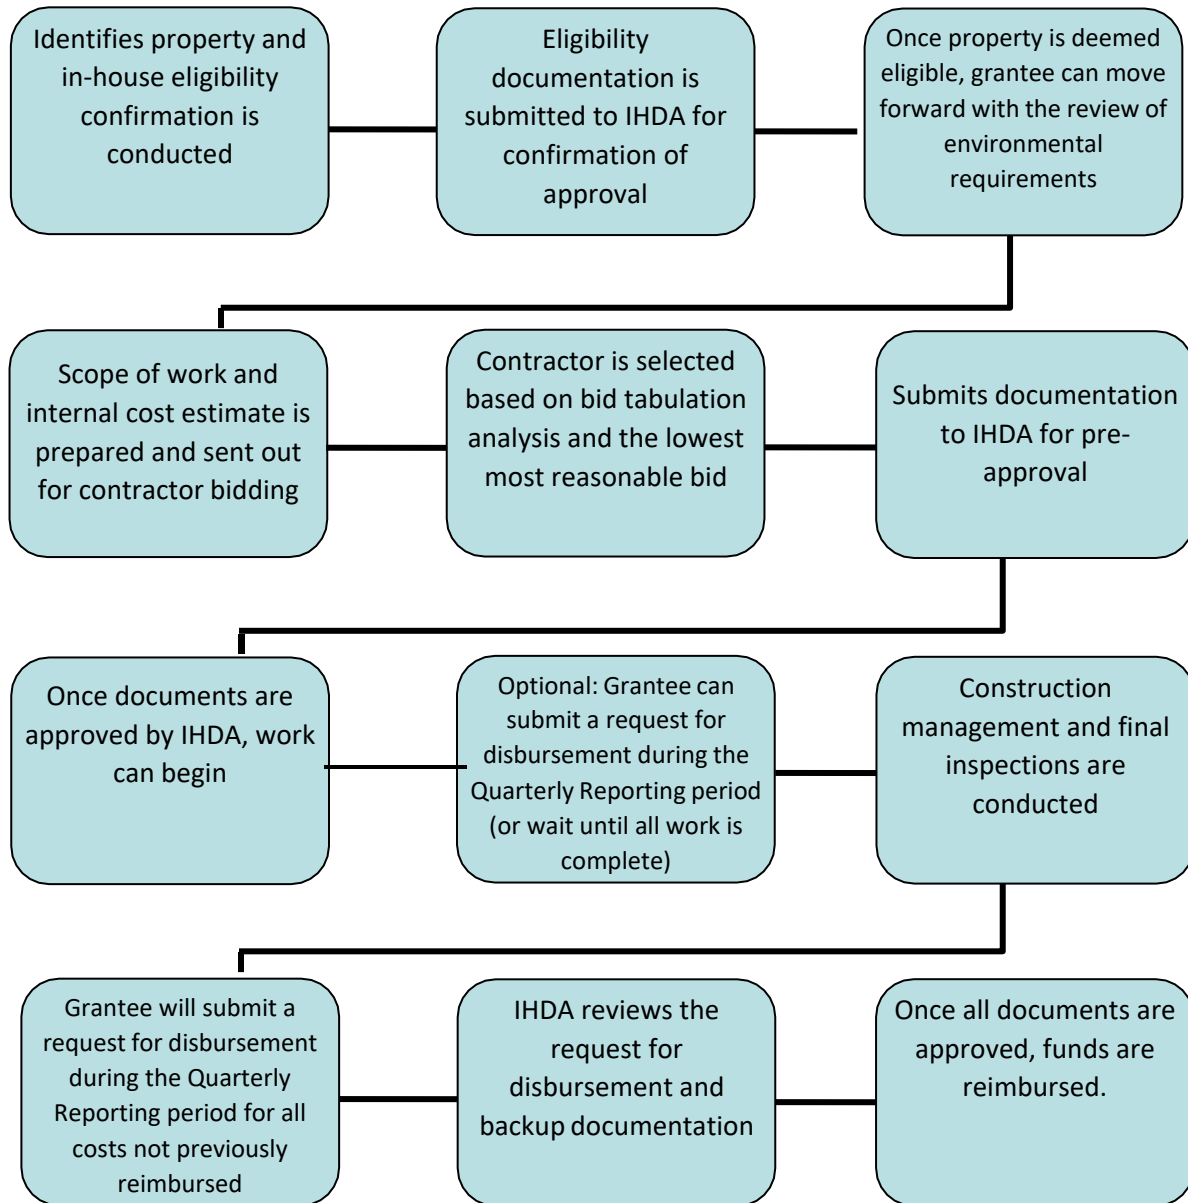 Identifies property and
in-house eligibility
confirmation is
conducted
Eligibility
documentation is
submitted to IHDA for
confirmation of
approval
Once property is deemed
eligible, grantee can move
forward with the review of
environmental
requirements
Scope of work and
internal cost estimate is
prepared and sent out
for contractor bidding
Contractor is selected
based on bid tabulation
analysis and the lowest
most reasonable bid
Submits documentation
to IHDA for pre-
approval
Once documents are
approved by IHDA, work
can begin
Optional: Grantee can
submit a request for
disbursement during the
Quarterly Reporting period
(or wait until all work is
complete)
Construction
management and final
inspections are
conducted
Grantee will submit a
request for disbursement
during the Quarterly
Reporting period for all
costs not previously
reimbursed
IHDA reviews the
request for
disbursement and
backup documentation
Once all documents are
approved, funds are
reimbursed.